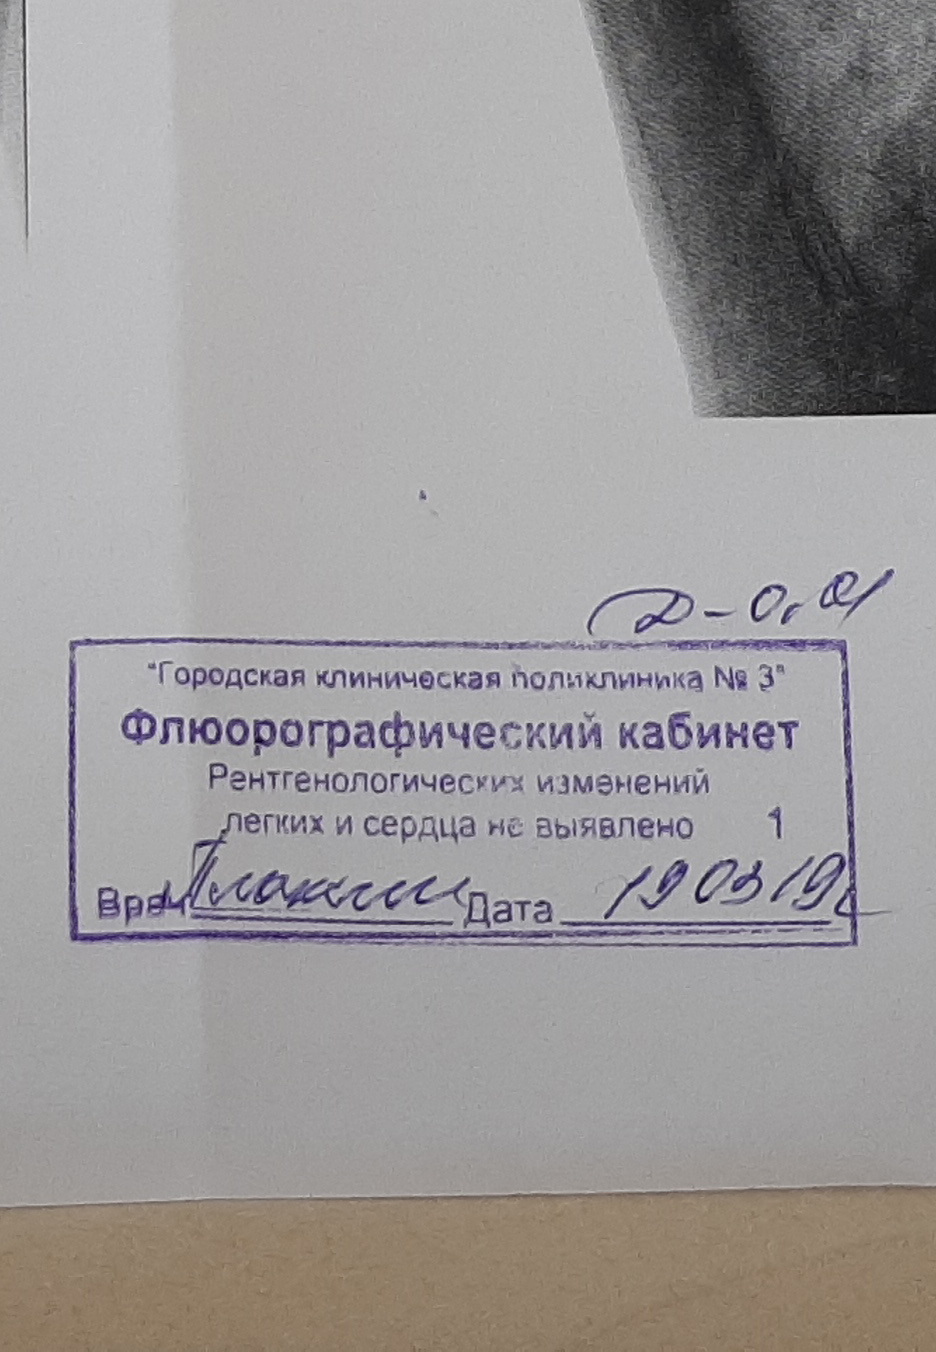 Д-0,01
"Городская клиническая поликлиника № 3"
Флюорографический кабинет
Рентгенологических изменений
легких и сердца не выявлено 1
Врач Дата 19 03 19г